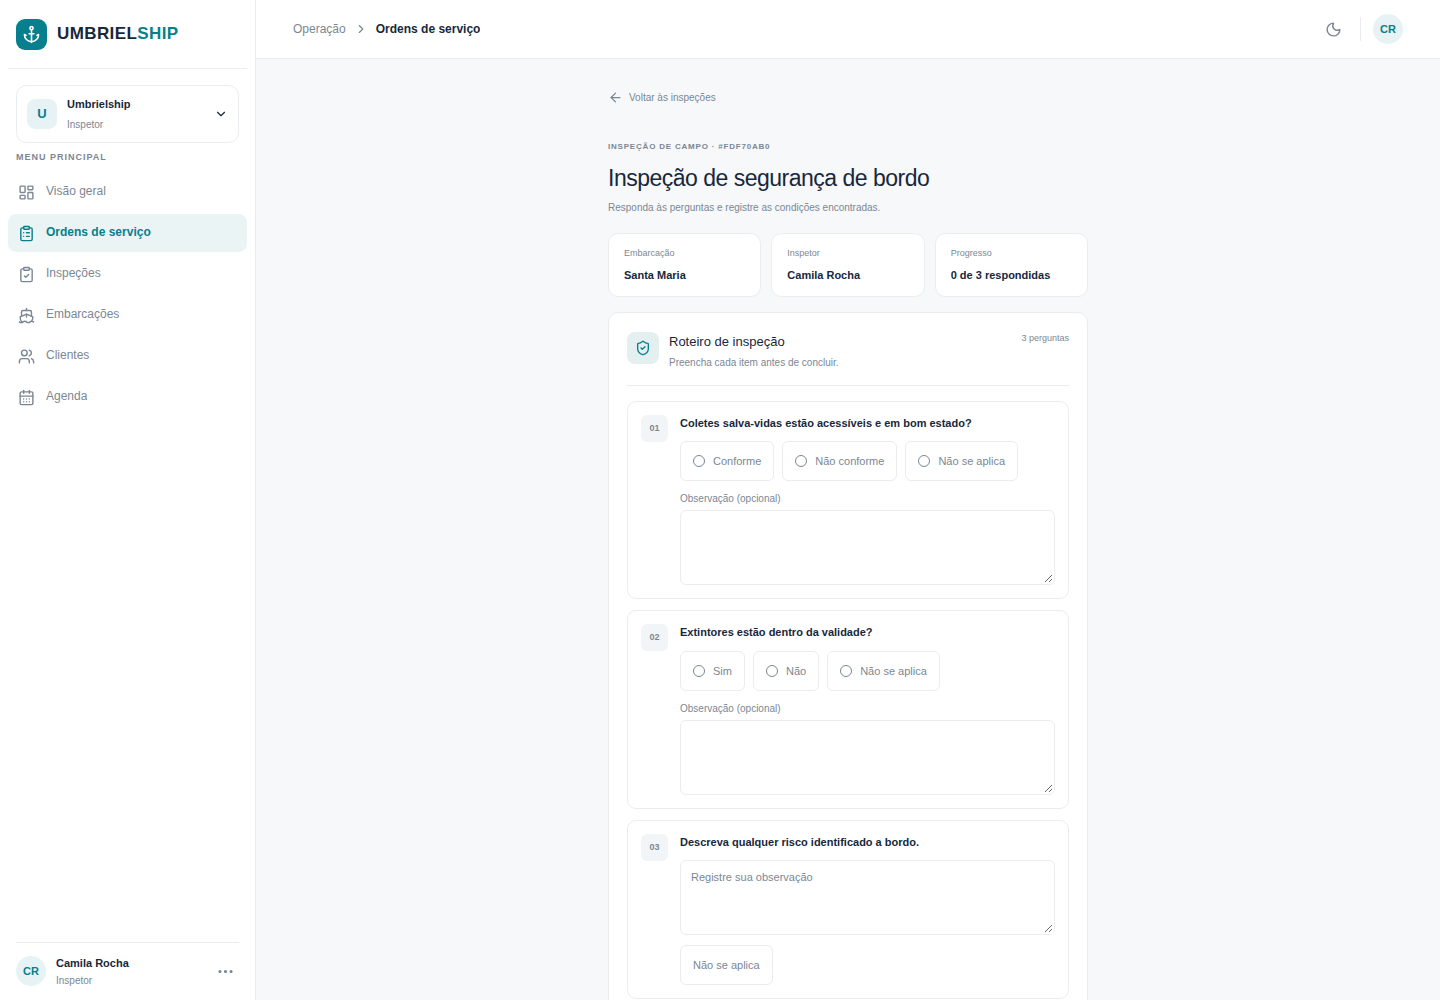 UMBRIELSHIP
U
Umbrielship
Inspetor
MENU PRINCIPAL
Visão geral
Ordens de serviço
Inspeções
Embarcações
Clientes
Agenda
CR
Camila Rocha
Inspetor
Operação
Ordens de serviço
CR
Voltar às inspeções
INSPEÇÃO DE CAMPO · #FDF70AB0
Inspeção de segurança de bordo
Responda às perguntas e registre as condições encontradas.
Embarcação
Santa Maria
Inspetor
Camila Rocha
Progresso
0 de 3 respondidas
Roteiro de inspeção
3 perguntas
Preencha cada item antes de concluir.
01
Coletes salva-vidas estão acessíveis e em bom estado?
Conforme
Não conforme
Não se aplica
Observação (opcional)
02
Extintores estão dentro da validade?
Sim
Não
Não se aplica
Observação (opcional)
03
Descreva qualquer risco identificado a bordo.
Registre sua observação
Não se aplica